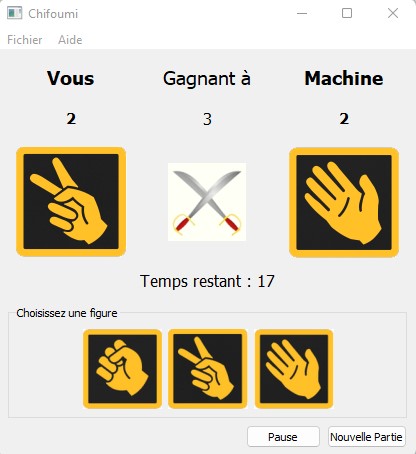 Chifoumi
Fichier Aide
Vous Gagnant à Machine
2 3 2
Temps restant : 17
Choisissez une figure
Pause Nouvelle Partie